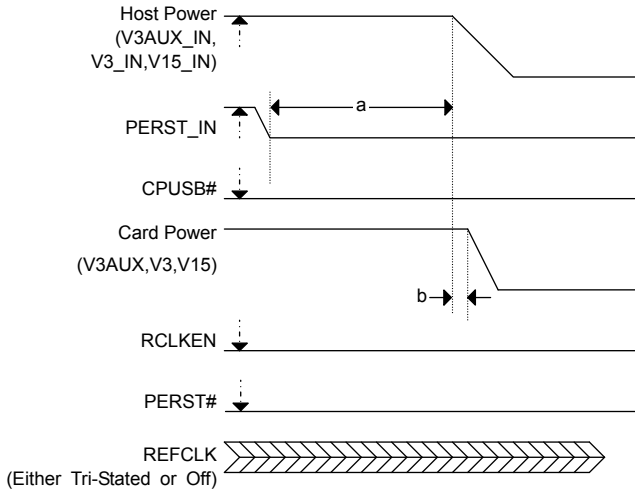 Host Power
(V3AUX_IN,
V3_IN,V15_IN)
a
PERST_IN
CPUSB#
Card Power
(V3AUX,V3,V15)
b
RCLKEN
PERST#
REFCLK
(Either Tri-Stated or Off)